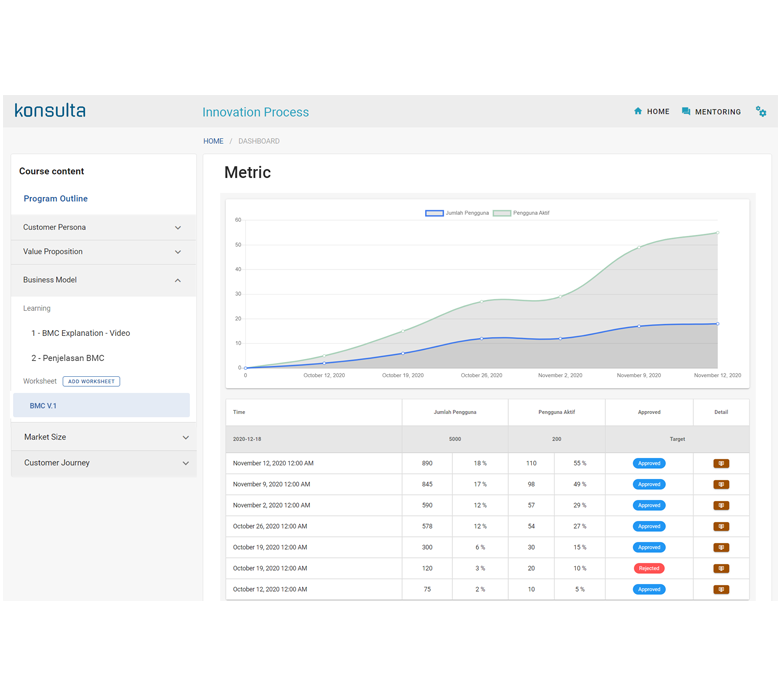 konsulta
Innovation Process
HOME
MENTORING
HOME / DASHBOARD
Course content
Program Outline
Customer Persona
Value Proposition
Business Model
Learning
1 - BMC Explanation - Video
2 - Penjelasan BMC
Worksheet ADD WORKSHEET
BMC V.1
Market Size
Customer Journey
Metric
Jumlah Pengguna Pengguna Aktif
60
50
40
30
20
10
0
0 October 12, 2020 October 19, 2020 October 26, 2020 November 2, 2020 November 9, 2020 November 12, 2020
Time Jumlah Pengguna Pengguna Aktif Approved Detail
2020-12-18 5000 200 Target
November 12, 2020 12:00 AM 890 18 % 110 55 % Approved
November 9, 2020 12:00 AM 845 17 % 98 49 % Approved
November 2, 2020 12:00 AM 590 12 % 57 29 % Approved
October 26, 2020 12:00 AM 578 12 % 54 27 % Approved
October 19, 2020 12:00 AM 300 6 % 30 15 % Approved
October 19, 2020 12:00 AM 120 3 % 20 10 % Rejected
October 12, 2020 12:00 AM 75 2 % 10 5 % Approved